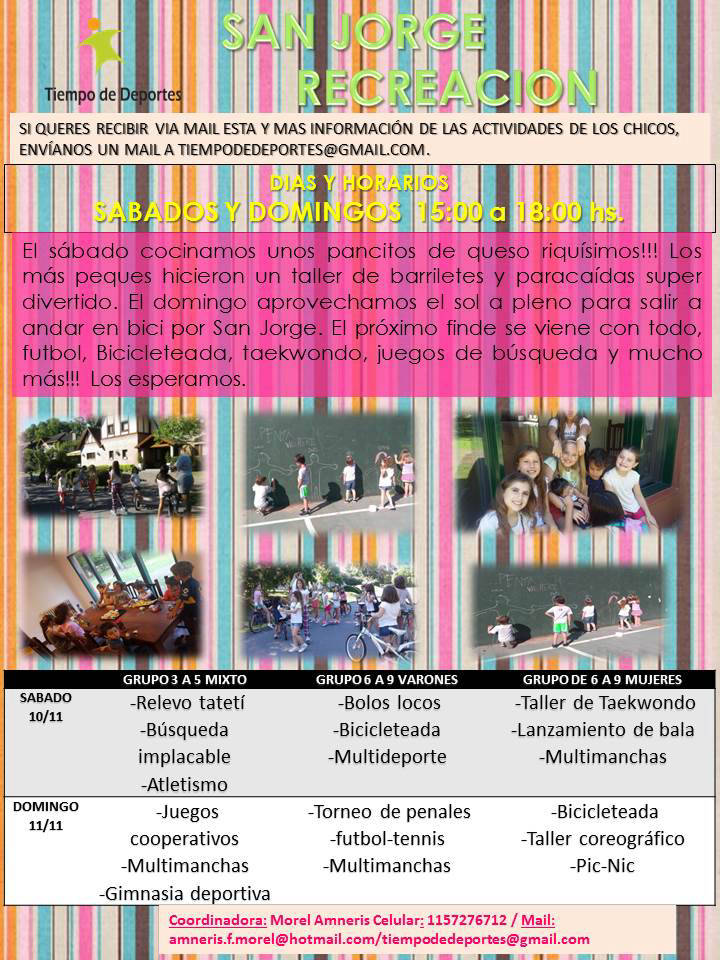 SAN JORGE
RECREACION
Tiempo de Deportes
SI QUERES RECIBIR VIA MAIL ESTA Y MAS INFORMACIÓN DE LAS ACTIVIDADES DE LOS CHICOS,
ENVÍANOS UN MAIL A TIEMPODEDEPORTES@GMAIL.COM.
DIAS Y HORARIOS
SABADOS Y DOMINGOS 15:00 a 18:00 hs.
El sábado cocinamos unos pancitos de queso riquísimos!!! Los
más peques hicieron un taller de barriletes y paracaídas super
divertido. El domingo aprovechamos el sol a pleno para salir a
andar en bici por San Jorge. El próximo finde se viene con todo,
futbol, Bicicleteada, taekwondo, juegos de búsqueda y mucho
más!!! Los esperamos.
GRUPO 3 A 5 MIXTO GRUPO 6 A 9 VARONES GRUPO DE 6 A 9 MUJERES
SABADO
10/11
-Relevo tatetí
-Búsqueda
implacable
-Atletismo
-Bolos locos
-Bicicleteada
-Multideporte
-Taller de Taekwondo
-Lanzamiento de bala
-Multimanchas
DOMINGO
11/11
-Juegos
cooperativos
-Multimanchas
-Gimnasia deportiva
-Torneo de penales
-futbol-tennis
-Multimanchas
-Bicicleteada
-Taller coreográfico
-Pic-Nic
Coordinadora: Morel Amneris Celular: 1157276712 / Mail:
amneris.f.morel@hotmail.com/tiempodedeportes@gmail.com